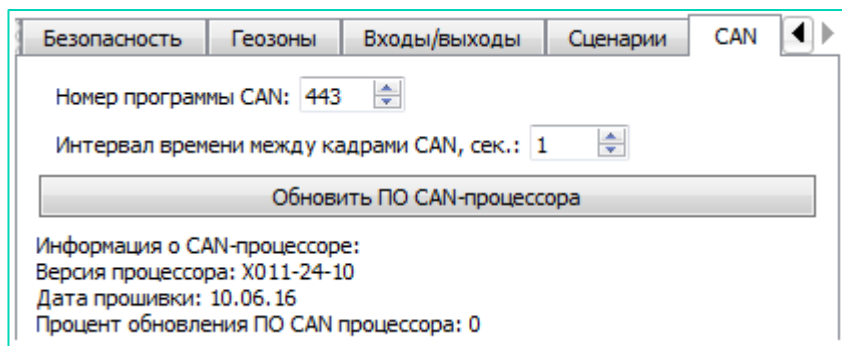 Безопасность Геозоны Входы/выходы Сценарии CAN
Номер программы CAN: 443
Интервал времени между кадрами CAN, сек.: 1
Обновить ПО CAN-процессора
Информация о CAN-процессоре:
Версия процессора: X011-24-10
Дата прошивки: 10.06.16
Процент обновления ПО CAN процессора: 0